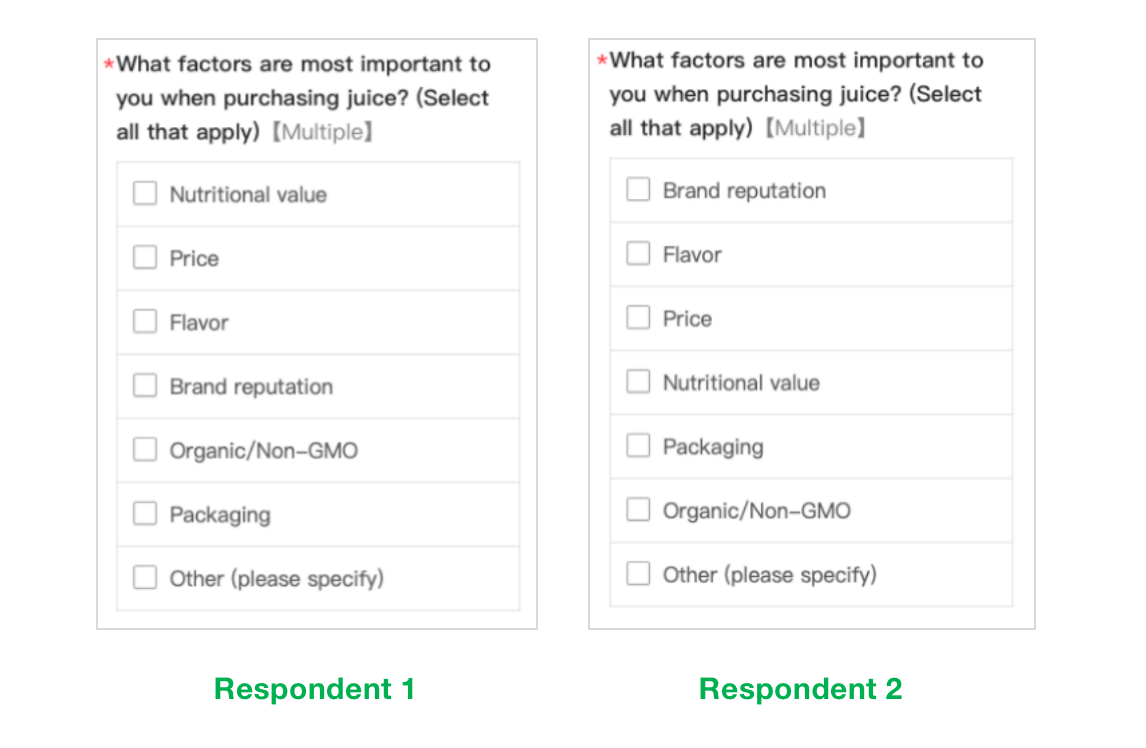 *What factors are most important to
you when purchasing juice? (Select
all that apply)【Multiple】
Nutritional value
Price
Flavor
Brand reputation
Organic/Non–GMO
Packaging
Other (please specify)
Respondent 1
*What factors are most important to
you when purchasing juice? (Select
all that apply)【Multiple】
Brand reputation
Flavor
Price
Nutritional value
Packaging
Organic/Non–GMO
Other (please specify)
Respondent 2